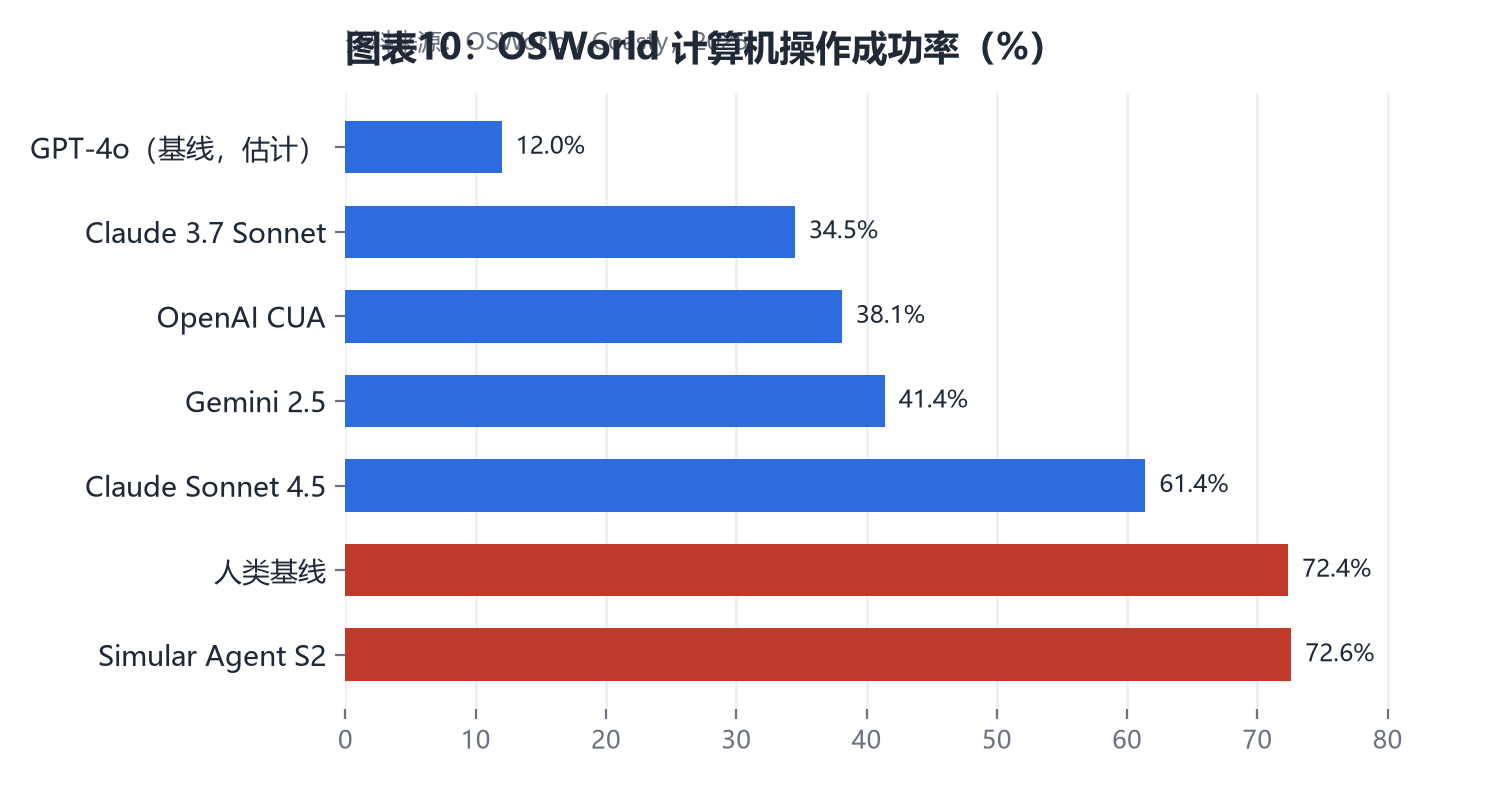 图表10：OSWorld 计算机操作成功率（%）
GPT-4o（基线，估计） 12.0%
Claude 3.7 Sonnet 34.5%
OpenAI CUA 38.1%
Gemini 2.5 41.4%
Claude Sonnet 4.5 61.4%
人类基线 72.4%
Simular Agent S2 72.6%
0 10 20 30 40 50 60 70 80